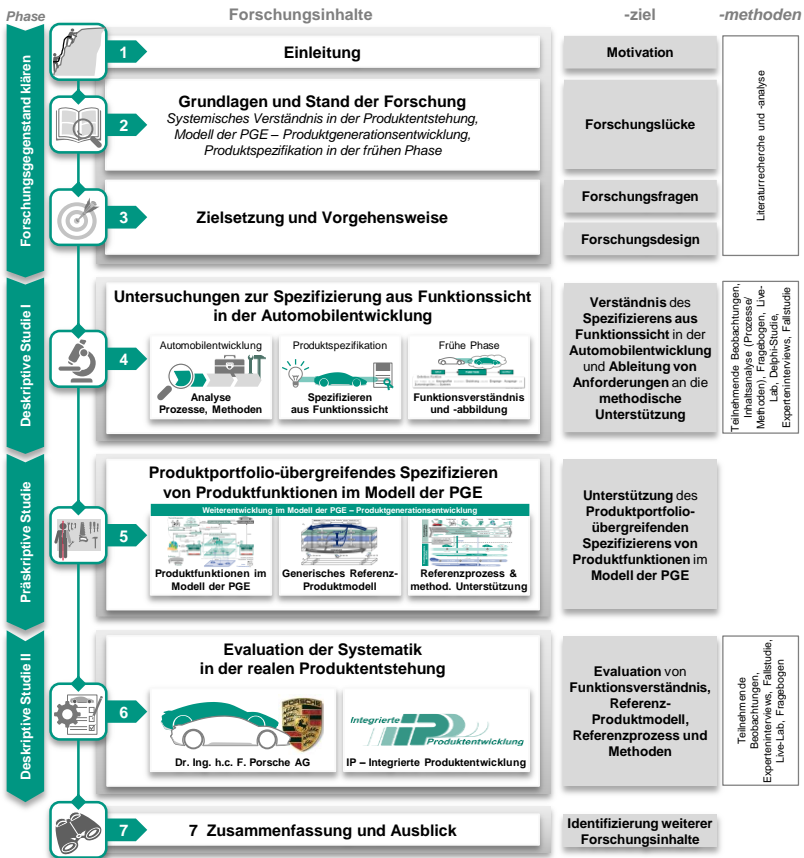 Phase
Forschungsinhalte
-ziel
-methoden
Forschungsgegenstand klären
1
Einleitung
Motivation
2
Grundlagen und Stand der Forschung
Systemisches Verständnis in der Produktentstehung,
Modell der PGE – Produktgenerationsentwicklung,
Produktspezifikation in der frühen Phase
Forschungslücke
3
Zielsetzung und Vorgehensweise
Forschungsfragen
Forschungsdesign
Literaturrecherche und -analyse
Deskriptive Studie I
4
Untersuchungen zur Spezifizierung aus Funktionssicht
in der Automobilentwicklung
Automobilentwicklung
Analyse
Prozesse, Methoden
Produktspezifikation
Spezifizieren
aus Funktionssicht
Frühe Phase
Funktionsverständnis
und -abbildung
Verständnis des
Spezifizierens aus
Funktionssicht in der
Automobilentwicklung
und Ableitung von
Anforderungen an die
methodische
Unterstützung
Teilnehmende Beobachtungen,
Inhaltsanalyse (Prozesse/
Methoden), Fragebogen, Live-
Lab, Delphi-Studie,
Experteninterviews, Fallstudie
Präskriptive Studie
5
Produktportfolio-übergreifendes Spezifizieren
von Produktfunktionen im Modell der PGE
Weiterentwicklung im Modell der PGE – Produktgenerationsentwicklung
Produktfunktionen im
Modell der PGE
Generisches Referenz-
Produktmodell
Referenzprozess &
method. Unterstützung
Unterstützung des
Produktportfolio-
übergreifenden
Spezifizierens von
Produktfunktionen im
Modell der PGE
Deskriptive Studie II
6
Evaluation der Systematik
in der realen Produktentstehung
PORSCHE
Dr. Ing. h.c. F. Porsche AG
Integrierte
IP
Produktentwicklung
IP – Integrierte Produktentwicklung
Evaluation von
Funktionsverständnis,
Referenz-
Produktmodell,
Referenzprozess und
Methoden
Teilnehmende
Beobachtungen,
Experteninterviews, Fallstudie,
Live-Lab, Fragebogen
7
7 Zusammenfassung und Ausblick
Identifizierung weiterer
Forschungsinhalte